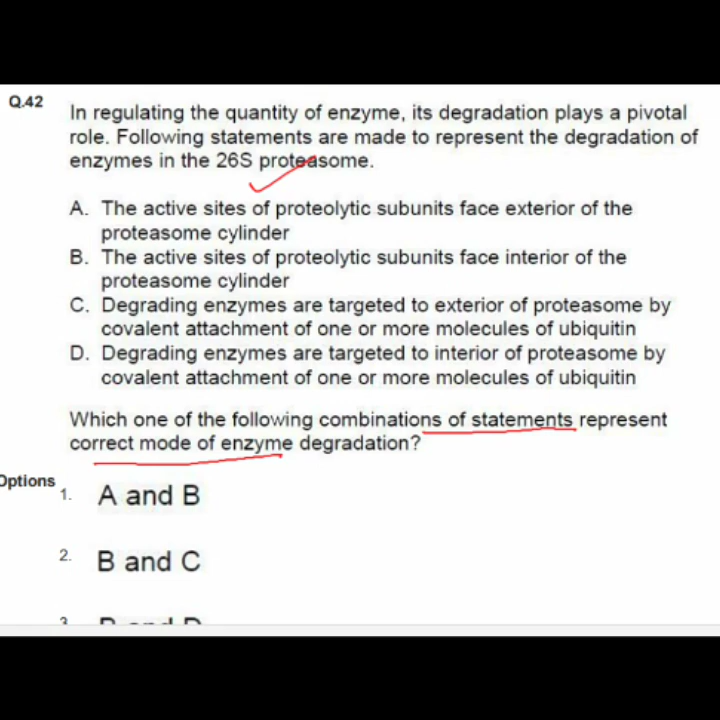 Q.42
In regulating the quantity of enzyme, its degradation plays a pivotal
role. Following statements are made to represent the degradation of
enzymes in the 26S proteasome.
A. The active sites of proteolytic subunits face exterior of the
proteasome cylinder
B. The active sites of proteolytic subunits face interior of the
proteasome cylinder
C. Degrading enzymes are targeted to exterior of proteasome by
covalent attachment of one or more molecules of ubiquitin
D. Degrading enzymes are targeted to interior of proteasome by
covalent attachment of one or more molecules of ubiquitin
Which one of the following combinations of statements represent
correct mode of enzyme degradation?
Options
1. A and B
2. B and C